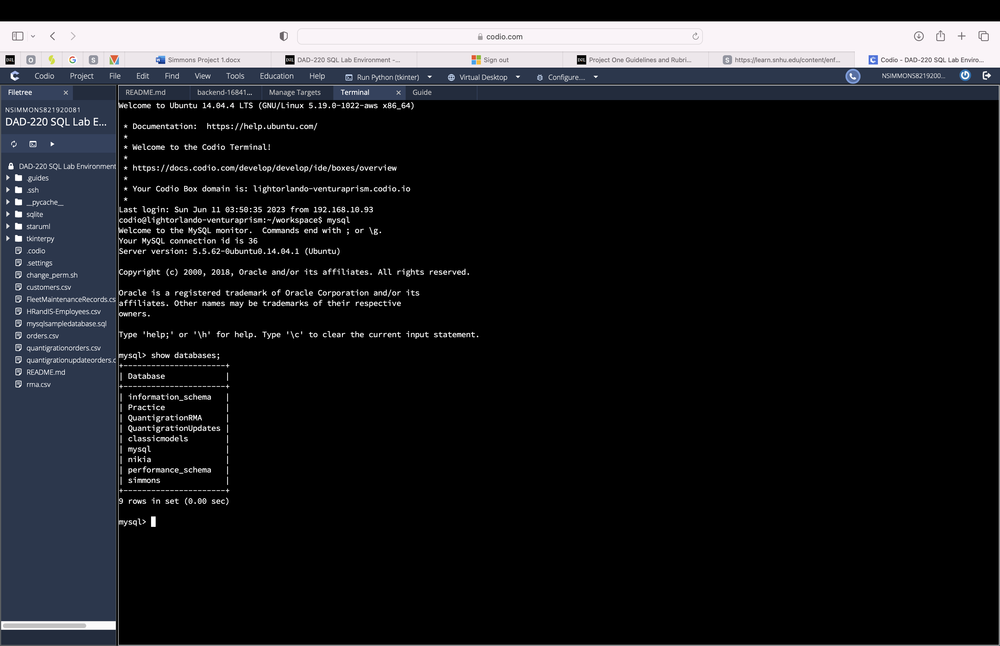 codio.com
D2L
O
G
S
Simmons Project 1.docx
D2L DAD-220 SQL Lab Environment -...
Sign out
D2L Project One Guidelines and Rubri...
S https://learn.snhu.edu/content/enf...
Codio - DAD-220 SQL Lab Enviro...
Codio Project File Edit Find View Tools Education Help Run Python (tkinter) Virtual Desktop Configure.... NSIMMONS8219200...
Filetree
NSIMMONS821920081
DAD-220 SQL Lab E...
DAD-220 SQL Lab Environment
.guides
.ssh
__pycache__
sqlite
staruml
tkinterpy
.codio
.settings
change_perm.sh
customers.csv
FleetMaintenanceRecords.cs
HRandIS-Employees.csv
mysqlsampledatabase.sql
orders.csv
quantigrationorders.csv
quantigrationupdateorders.c
README.md
rma.csv
README.md backend-16841... Manage Targets Terminal Guide
Welcome to Ubuntu 14.04.4 LTS (GNU/Linux 5.19.0-1022-aws x86_64)
* Documentation:  https://help.ubuntu.com/
*
* Welcome to the Codio Terminal!
*
* https://docs.codio.com/develop/develop/ide/boxes/overview
*
* Your Codio Box domain is: lightorlando-venturaprism.codio.io
*
Last login: Sun Jun 11 03:50:35 2023 from 192.168.10.93
codio@lightorlando-venturaprism:~/workspace$ mysql
Welcome to the MySQL monitor.  Commands end with ; or \g.
Your MySQL connection id is 36
Server version: 5.5.62-0ubuntu0.14.04.1 (Ubuntu)
Copyright (c) 2000, 2018, Oracle and/or its affiliates. All rights reserved.
Oracle is a registered trademark of Oracle Corporation and/or its
affiliates. Other names may be trademarks of their respective
owners.
Type 'help;' or '\h' for help. Type '\c' to clear the current input statement.
mysql> show databases;
+----------------------+
| Database             |
+----------------------+
| information_schema   |
| Practice             |
| QuantigrationRMA     |
| QuantigrationUpdates |
| classicmodels        |
| mysql                |
| nikia                |
| performance_schema   |
| simmons              |
+----------------------+
9 rows in set (0.00 sec)
mysql>